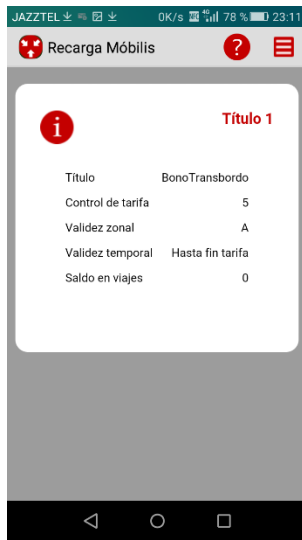 JAZZTEL 0K/s 4G 78 % 23:11
Recarga Móbilis ?
i Título 1
Título BonoTransbordo
Control de tarifa 5
Validez zonal A
Validez temporal Hasta fin tarifa
Saldo en viajes 0